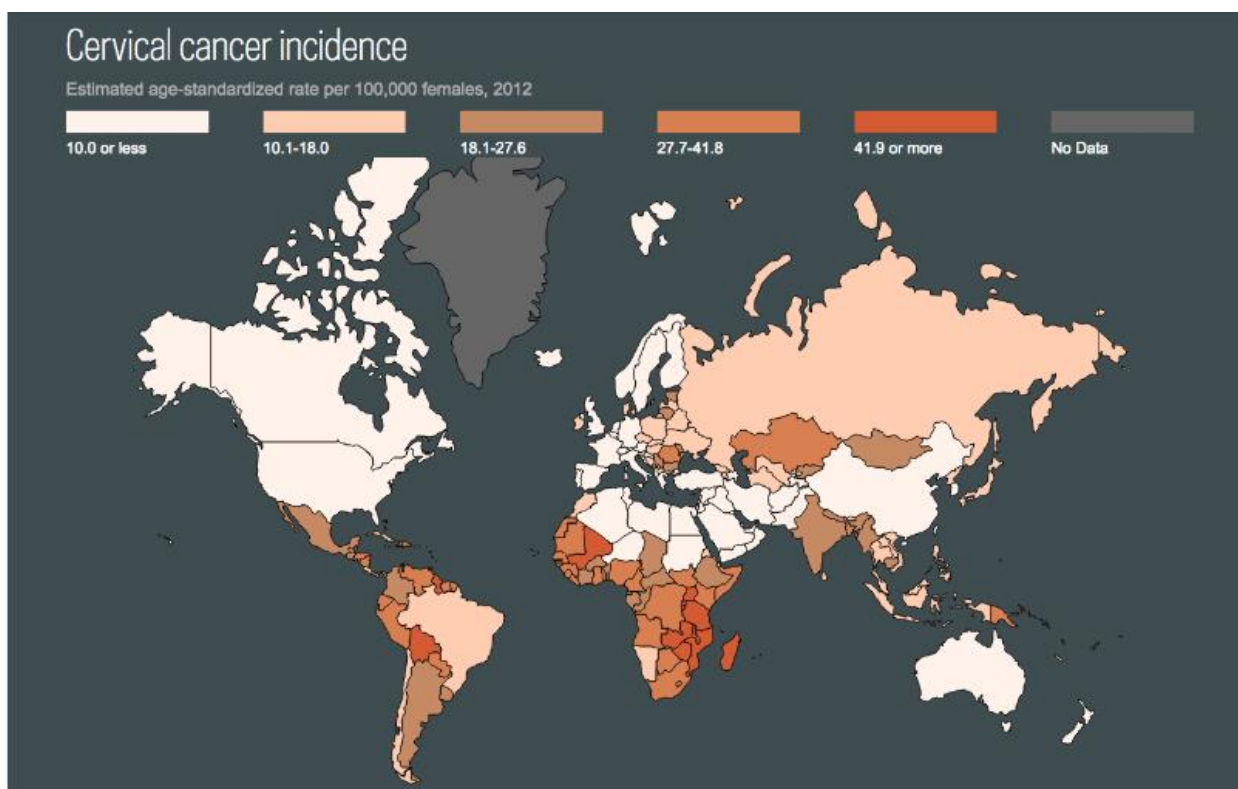 Cervical cancer incidence
Estimated age-standardized rate per 100,000 females, 2012
10.0 or less
10.1-18.0
18.1-27.6
27.7-41.8
41.9 or more
No Data